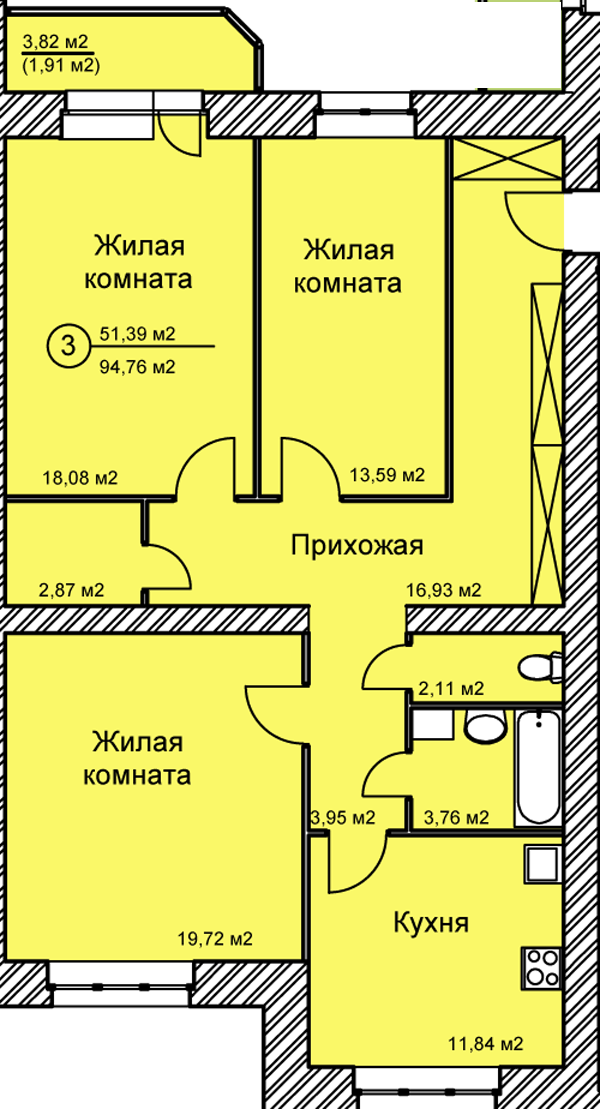 3,82 м2
(1,91 м2)
Жилая
комната
3
51,39 м2
94,76 м2
18,08 м2
Жилая
комната
13,59 м2
Прихожая
16,93 м2
2,87 м2
Жилая
комната
19,72 м2
2,11 м2
3,76 м2
3,95 м2
Кухня
11,84 м2